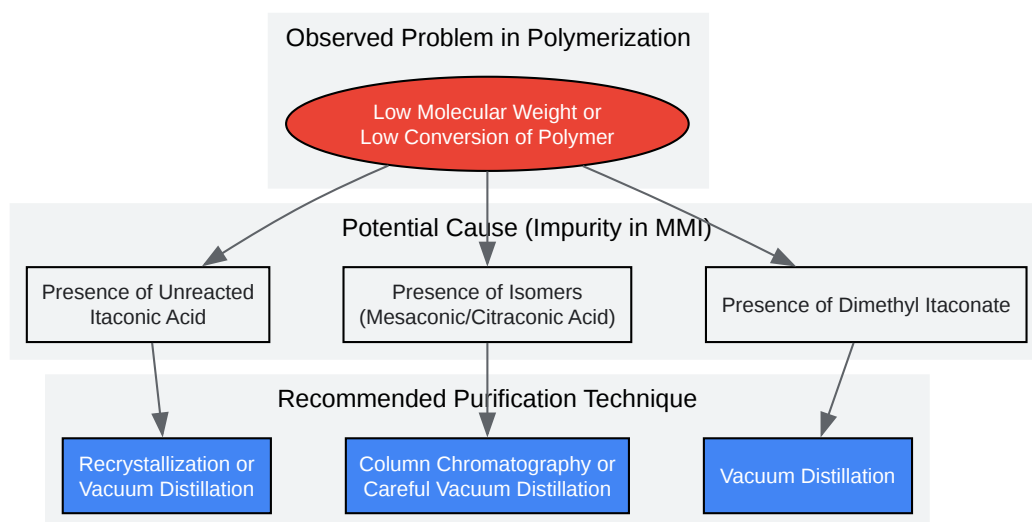 Observed Problem in Polymerization
Low Molecular Weight or
Low Conversion of Polymer
Potential Cause (Impurity in MMI)
Presence of Unreacted
Itaconic Acid
Presence of Isomers
(Mesaconic/Citraconic Acid)
Presence of Dimethyl Itaconate
Recommended Purification Technique
Recrystallization or
Vacuum Distillation
Column Chromatography or
Careful Vacuum Distillation
Vacuum Distillation